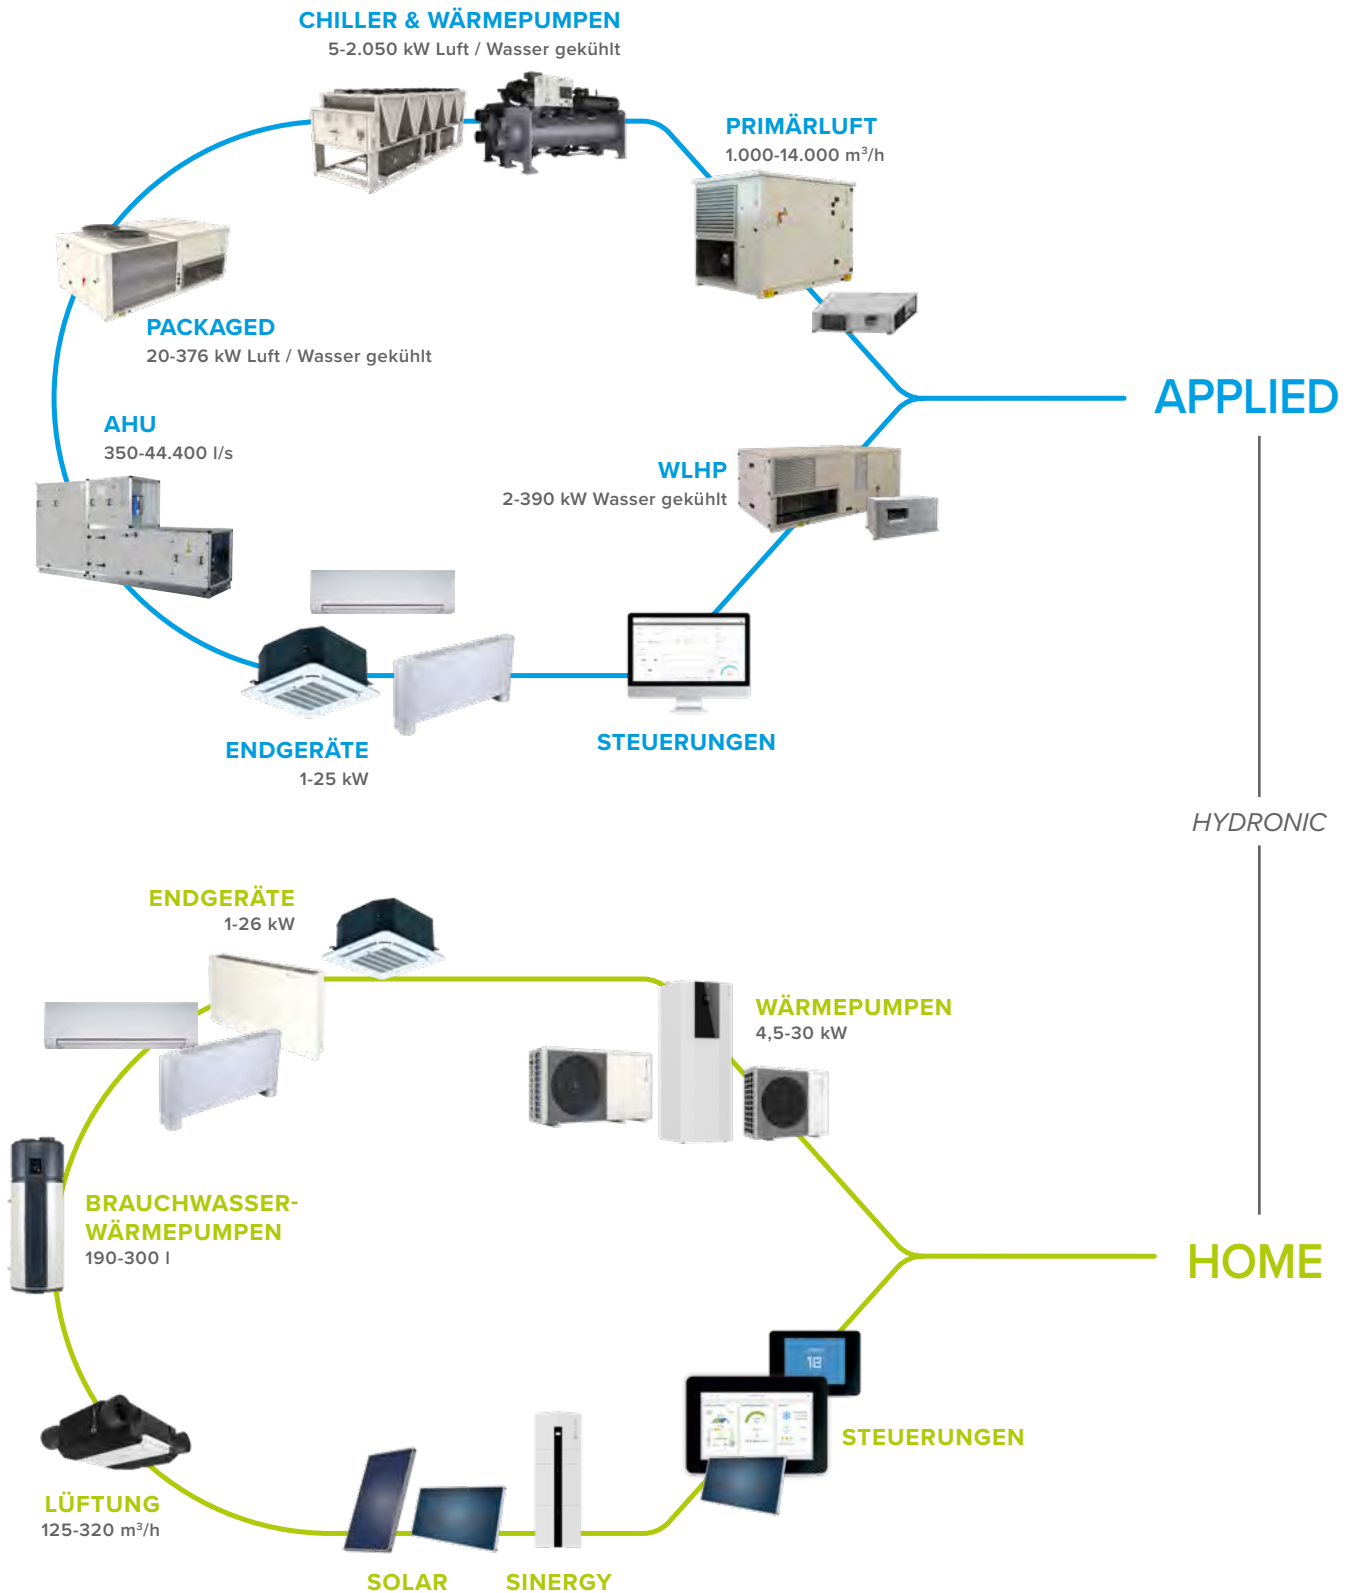 CHILLER & WÄRMEPUMPEN
5-2.050 kW Luft / Wasser gekühlt
PRIMÄRLUFT
1.000-14.000 m³/h
PACKAGED
20-376 kW Luft / Wasser gekühlt
APPLIED
AHU
350-44.400 l/s
WLHP
2-390 kW Wasser gekühlt
ENDGERÄTE
1-25 kW
STEUERUNGEN
HYDRONIC
ENDGERÄTE
1-26 kW
WÄRMEPUMPEN
4,5-30 kW
BRAUCHWASSER-
WÄRMEPUMPEN
190-300 l
HOME
18
STEUERUNGEN
LÜFTUNG
125-320 m³/h
SOLAR
SINERGY